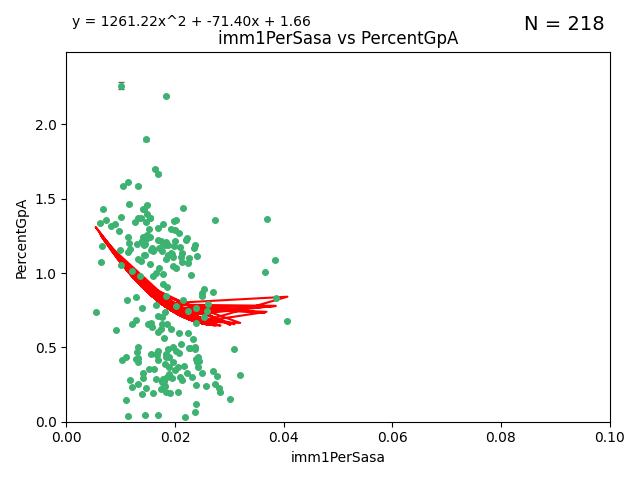 y = 1261.22x^2 + -71.40x + 1.66
N = 218
imm1PerSasa vs PercentGpA
PercentGpA
2.0
1.5
1.0
0.5
0.0
0.00 0.02 0.04 0.06 0.08 0.10
imm1PerSasa